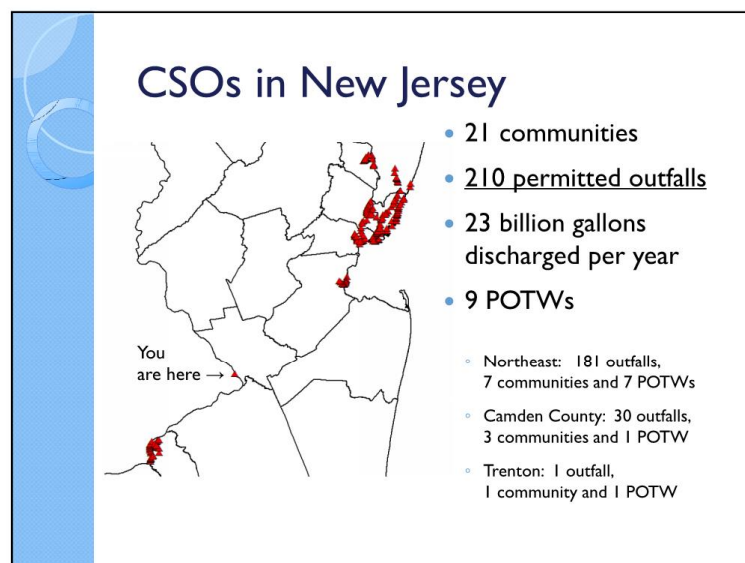 CSOs in New Jersey
21 communities
210 permitted outfalls
23 billion gallons
discharged per year
9 POTWs
You
are here →
Northeast: 181 outfalls,
7 communities and 7 POTWs
Camden County: 30 outfalls,
3 communities and 1 POTW
Trenton: 1 outfall,
1 community and 1 POTW